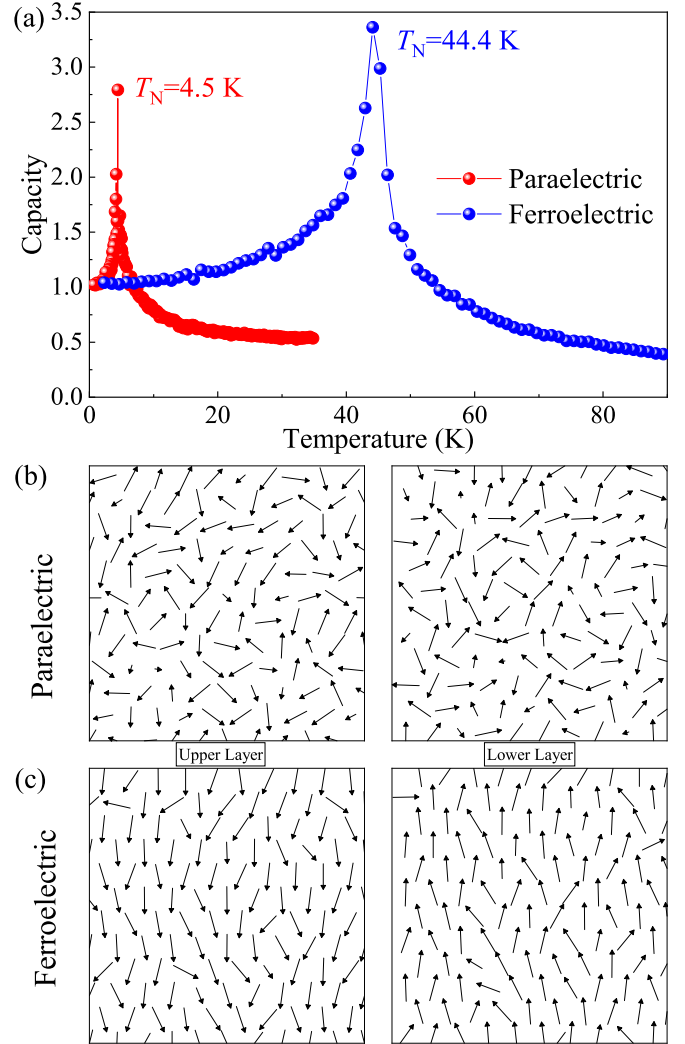 (a)
3.5
3.0
2.5
2.0
1.5
1.0
0.5
0.0
Capacity
T_N=4.5 K
T_N=44.4 K
Paraelectric
Ferroelectric
0 20 40 60 80
Temperature (K)
(b)
Paraelectric
Upper Layer
Lower Layer
(c)
Ferroelectric